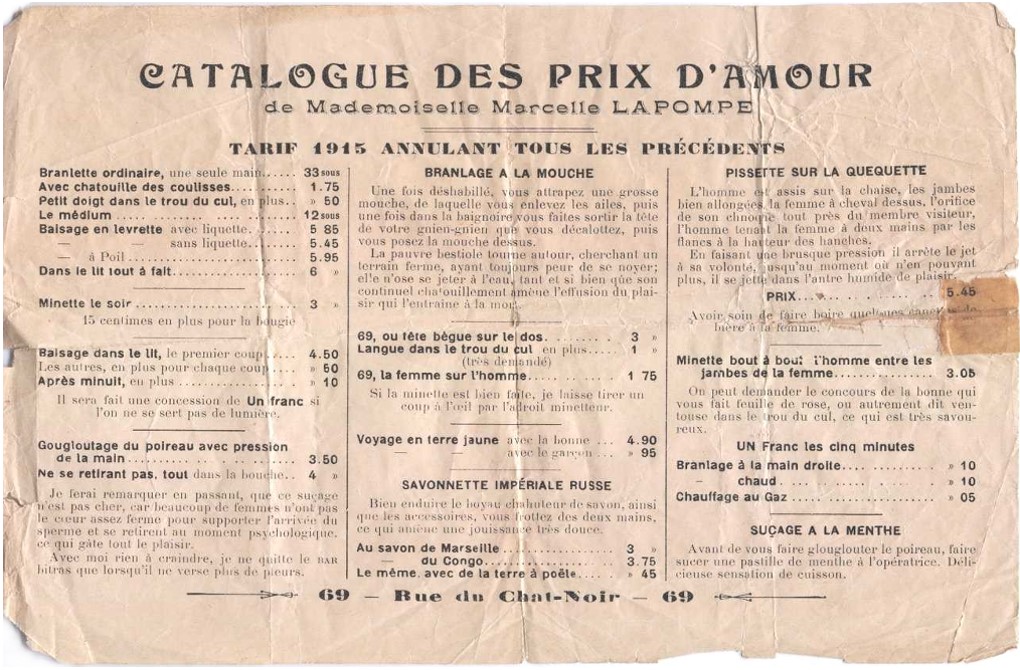 CATALOGUE DES PRIX D'AMOUR
de Mademoiselle Marcelle LAPOMPE
TARIF 1915 ANNULANT TOUS LES PRÉCÉDENTS
Branlette ordinaire, une seule main..... 33 sous
Avec chatouille des coulisses........... 1.75
Petit doigt dans le trou du cul, en plus.. » 50
Le médium .... .................. 12 sous
Baisage en levrette avec liquette..... 5 85
— — sans liquette..... 5.45
— à Poil ................. 5.95
Dans le lit tout à fait................. 6 »
Minette le soir ...................... 3 »
15 centimes en plus pour la bougie
Baisage dans le lit, le premier coup..... 4.50
Les autres, en plus pour chaque coup..... » 50
Après minuit, en plus ................. » 10
Il sera fait une concession de Un franc si
l'on ne se sert pas de lumière.
Gougloutage du poireau avec pression
de la main ...................... 3.50
Ne se retirant pas, tout dans la bouche.. 4 »
Je ferai remarquer en passant, que ce suçage
n'est pas cher, car beaucoup de femmes n'ont pas
le cœur assez ferme pour supporter l'arrivée du
sperme et se retirent au moment psychologique,
ce qui gâte tout le plaisir.
Avec moi rien à craindre, je ne quitte le BAR
bitras que lorsqu'il ne verse plus de pleurs.
BRANLAGE A LA MOUCHE
Une fois déshabillé, vous attrapez une grosse
mouche, de laquelle vous enlevez les ailes, puis
une fois dans la baignoire vous faites sortir la tête
de votre gnien-gnien que vous décalottez, puis
vous posez la mouche dessus.
La pauvre bestiole tourne autour, cherchant un
terrain ferme, ayant toujours peur de se noyer;
elle n'ose se jeter à l'eau, tant et si bien que son
continuel chatouillement amène l'effusion du plai-
sir qui l'entraine à la mort.
69, ou tête bègue sur le dos. ........ 3 »
Langue dans le trou du cul en plus..... 1 »
(très demandé)
69, la femme sur l'homme............. 1 75
Si la minette est bien faite, je laisse tirer un
coup à l'œil par l'adroit minetteur.
Voyage en terre jaune avec la bonne ... 4.90
— — avec le garçon ... » 95
SAVONNETTE IMPÉRIALE RUSSE
Bien enduire le boyau chahuteur de savon, ainsi
que les accessoires, vous frottez des deux mains,
ce qui amène une jouissance très douce.
Au savon de Marseille ................. 3 »
— du Congo................... 3.75
Le même, avec de la terre à poêle..... » 45
PISSETTE SUR LA QUEQUETTE
L'homme est assis sur la chaise, les jambes
bien allongées, la femme à cheval dessus, l'orifice
de son chnoque tout près du membre visiteur,
l'homme tenant la femme à deux mains par les
flancs à la hauteur des hanches.
En faisant une brusque pression il arrête le jet
à sa volonté, jusqu'au moment où n'en pouvant
plus, il se jette dans l'antre humide de plaisir.
PRIX.................. 5.45
Avoir soin de faire boire quelques de
bière à la femme.
Minette bout à bout l'homme entre les
jambes de la femme................ 3.05
On peut demander le concours de la bonne qui
vous fait feuille de rose, ou autrement dit ven-
touse dans le trou du cul, ce qui est très savou-
reux.
UN Franc les cinq minutes
Branlage à la main droite.... ......... » 10
— chaud. .................... » 10
Chauffage au Gaz ..................... » 05
SUÇAGE A LA MENTHE
Avant de vous faire glouglouter le poireau, faire
sucer une pastille de menthe à l'opératrice. Déli-
cieuse sensation de cuisson.
69 — Rue du Chat-Noir — 69